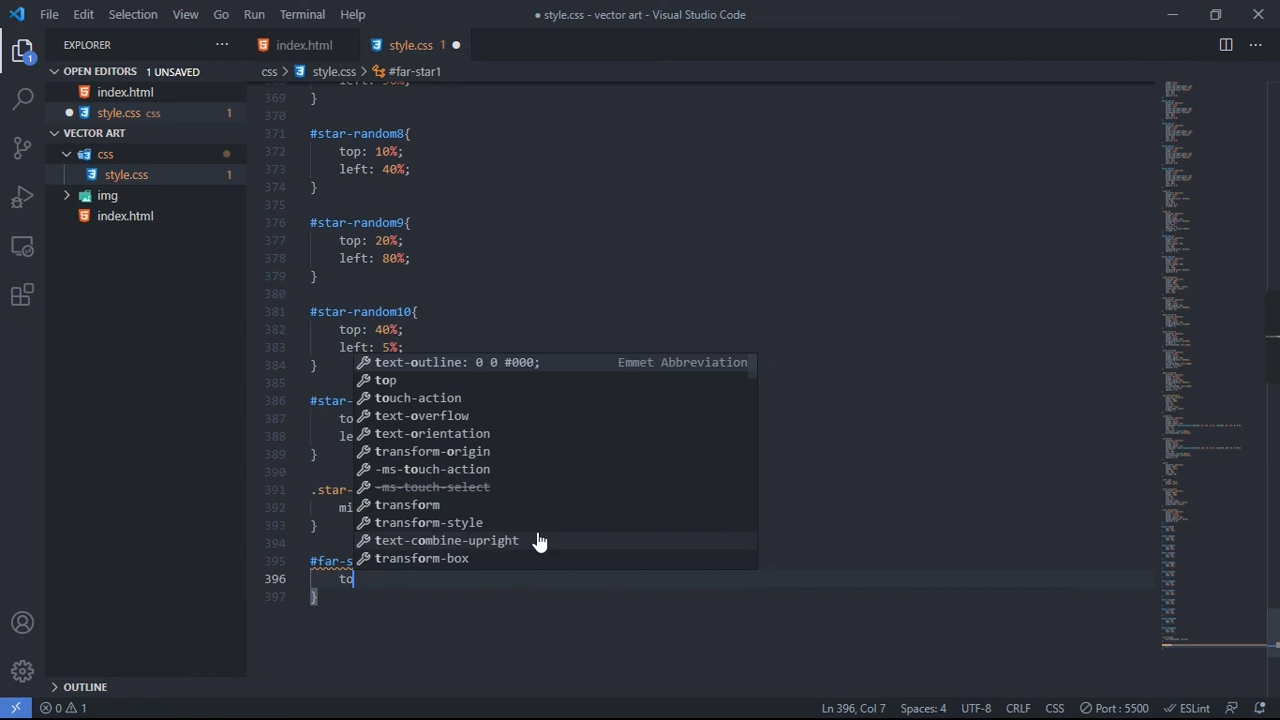 File Edit Selection View Go Run Terminal Help
● style.css - vector art - Visual Studio Code
EXPLORER
index.html
style.css 1
OPEN EDITORS 1 UNSAVED
index.html
style.css css 1
VECTOR ART
css
style.css 1
img
index.html
OUTLINE
css > style.css > #far-star1
369 }
370
371 #star-random8{
372 top: 10%;
373 left: 40%;
374 }
375
376 #star-random9{
377 top: 20%;
378 left: 80%;
379 }
380
381 #star-random10{
382 top: 40%;
383 left: 5%;
384 }
385
386 #star-
387 to
388 le
389 }
390
391 .star-
392 mi
393 }
394
395 #far-s
396 to
397 }
text-outline: 0 0 #000; Emmet Abbreviation
top
touch-action
text-overflow
text-orientation
transform-origin
-ms-touch-action
-ms-touch-select
transform
transform-style
text-combine-upright
transform-box
0 1
Ln 396, Col 7 Spaces: 4 UTF-8 CRLF CSS Port : 5500 ESLint